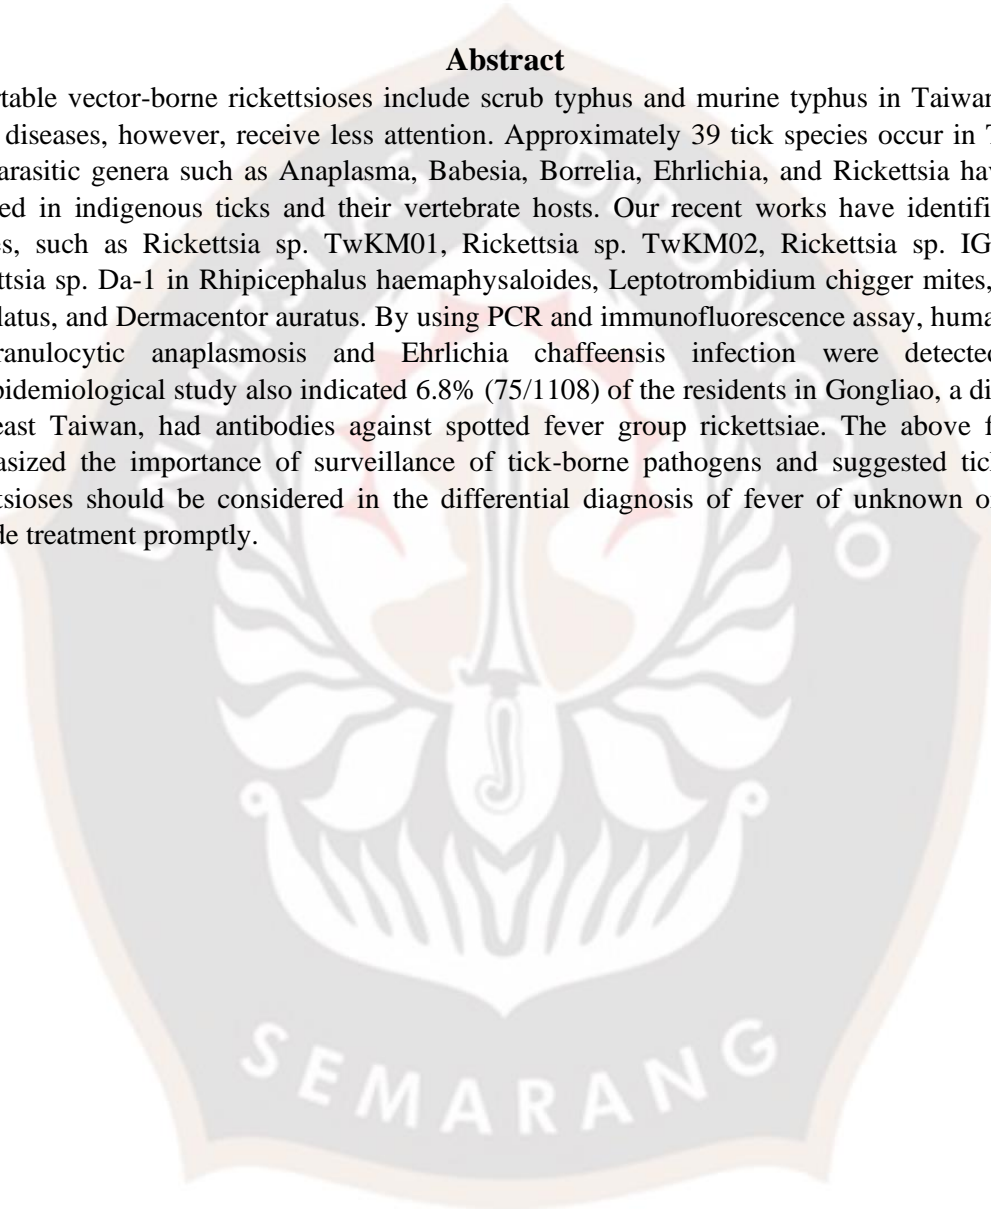 Abstract
rtable vector-borne rickettsioses include scrub typhus and murine typhus in Taiwan
diseases, however, receive less attention. Approximately 39 tick species occur in T
arasitic genera such as Anaplasma, Babesia, Borrelia, Ehrlichia, and Rickettsia hav
ed in indigenous ticks and their vertebrate hosts. Our recent works have identifi
es, such as Rickettsia sp. TwKM01, Rickettsia sp. TwKM02, Rickettsia sp. IG
ttsia sp. Da-1 in Rhipicephalus haemaphysaloides, Leptotrombidium chigger mites,
latus, and Dermacentor auratus. By using PCR and immunofluorescence assay, huma
ranulocytic anaplasmosis and Ehrlichia chaffeensis infection were detected
pidemiological study also indicated 6.8% (75/1108) of the residents in Gongliao, a di
east Taiwan, had antibodies against spotted fever group rickettsiae. The above f
asized the importance of surveillance of tick-borne pathogens and suggested tick
tsioses should be considered in the differential diagnosis of fever of unknown o
de treatment promptly.
UNIVERSITAS DIPONEGORO
SEMARANG